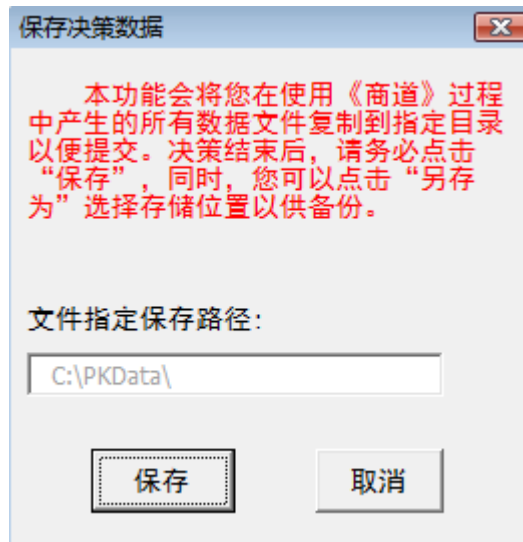 保存决策数据
本功能会将您在使用《商道》过程
中产生的所有数据文件复制到指定目录
以便提交。决策结束后，请务必点击
“保存”，同时，您可以点击“另存
为”选择存储位置以供备份。
文件指定保存路径：
C:\PKData\
保存
取消